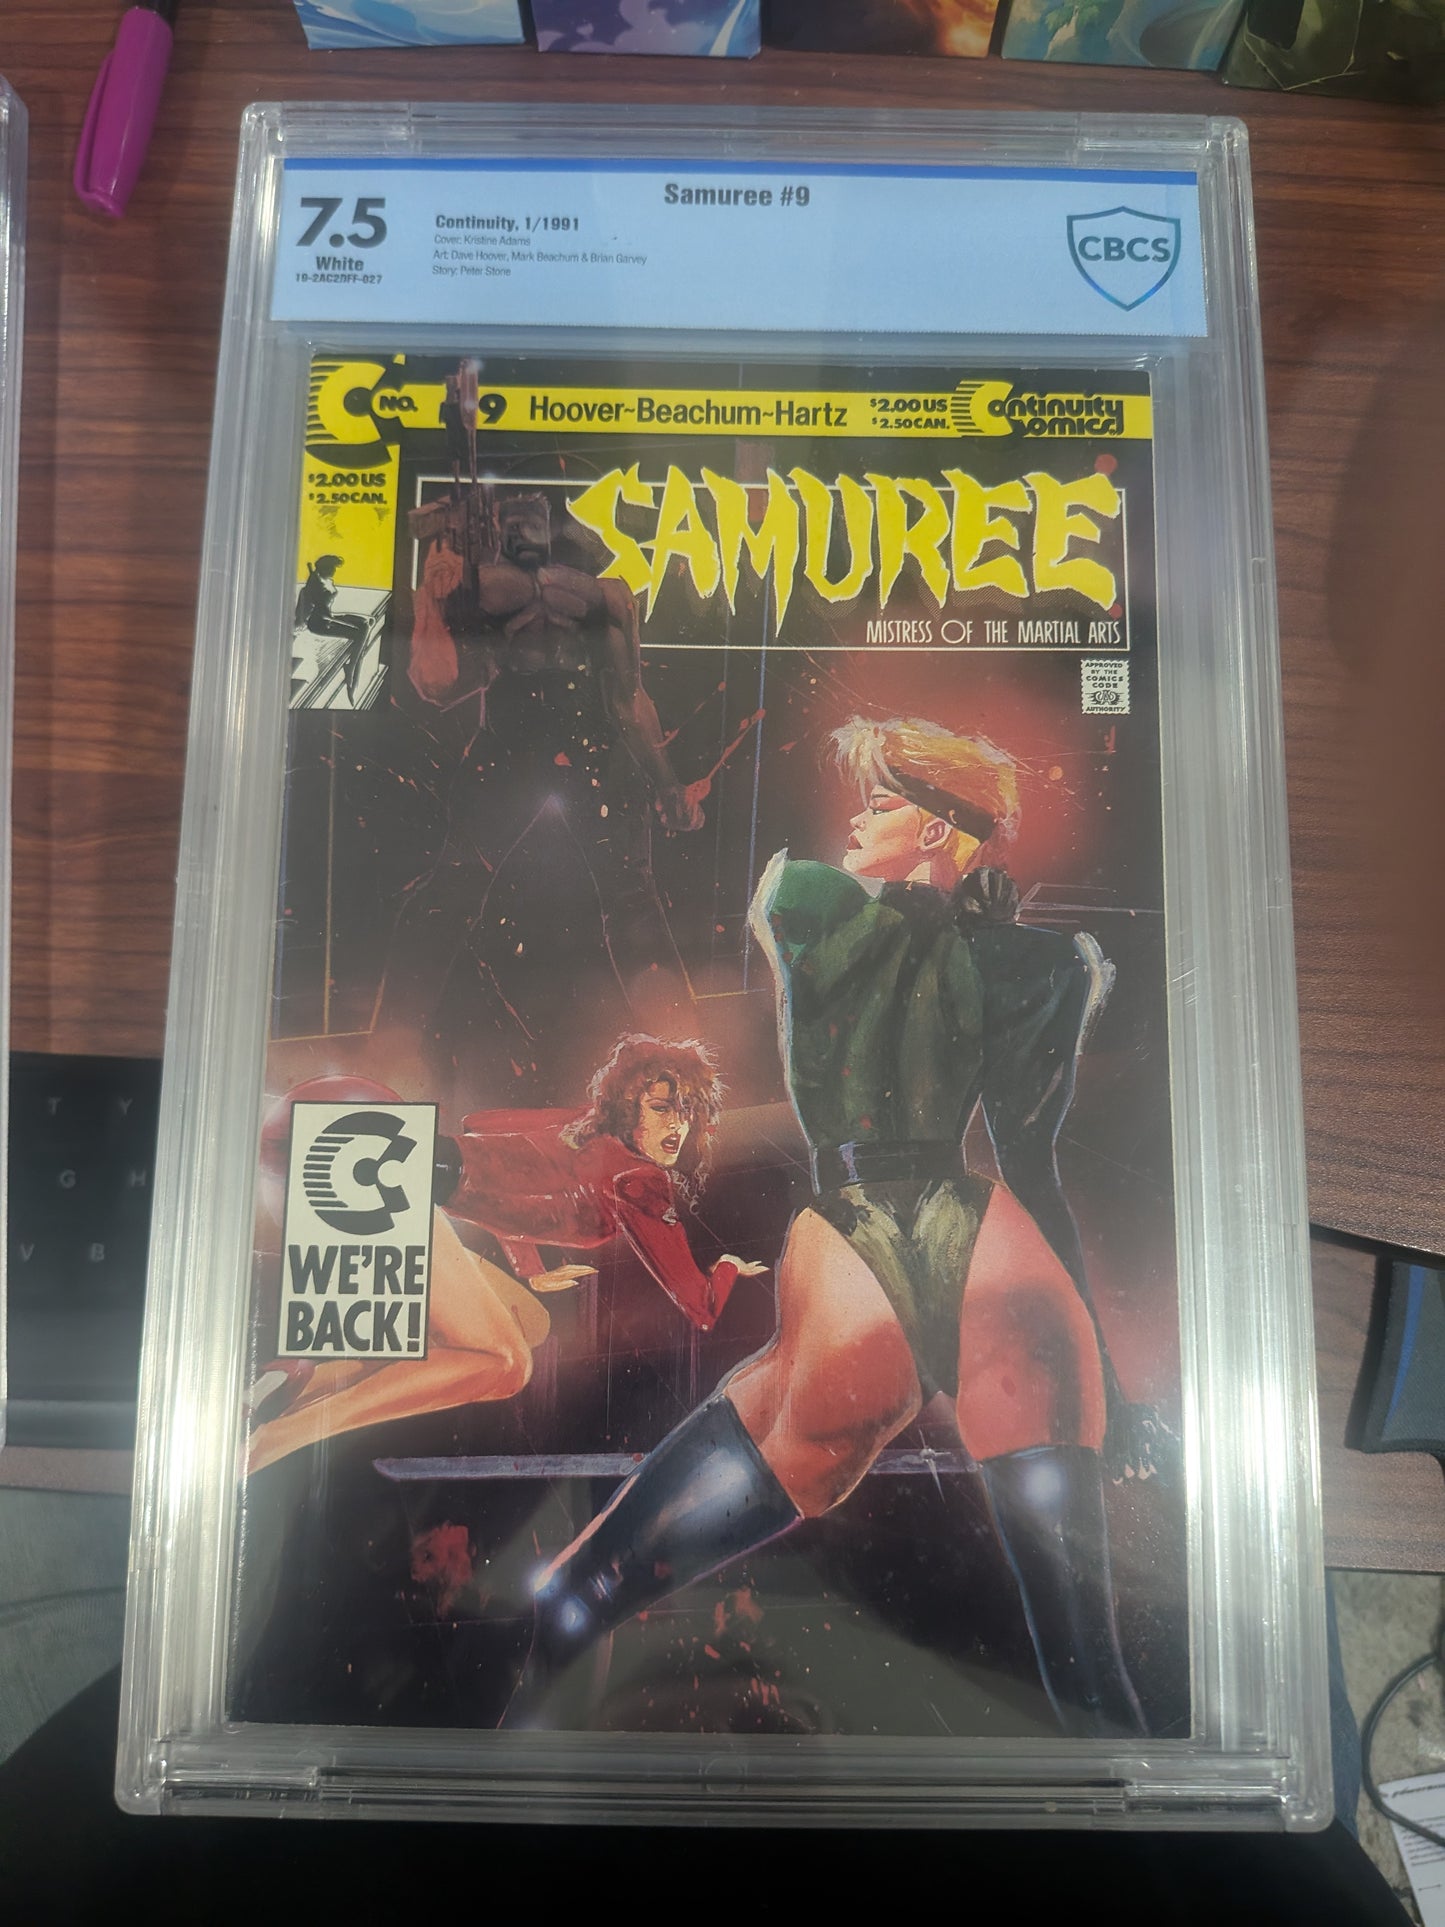 Samuree #9
7.5
White
19-2AC2DFF-027
Continuity, 1/1991
Cover: Kristine Adams
Art: Dave Hoover, Mark Beachum & Brian Garvey
Story: Peter Stone
CBCS
NO. 9
Hoover~Beachum~Hartz
$2.00 US
$2.50 CAN.
Continuity
Comics
$2.00 US
$2.50 CAN.
SAMUREE
MISTRESS OF THE MARTIAL ARTS
APPROVED
BY THE
COMICS
CODE
AUTHORITY
WE'RE
BACK!
T Y
G H
V B